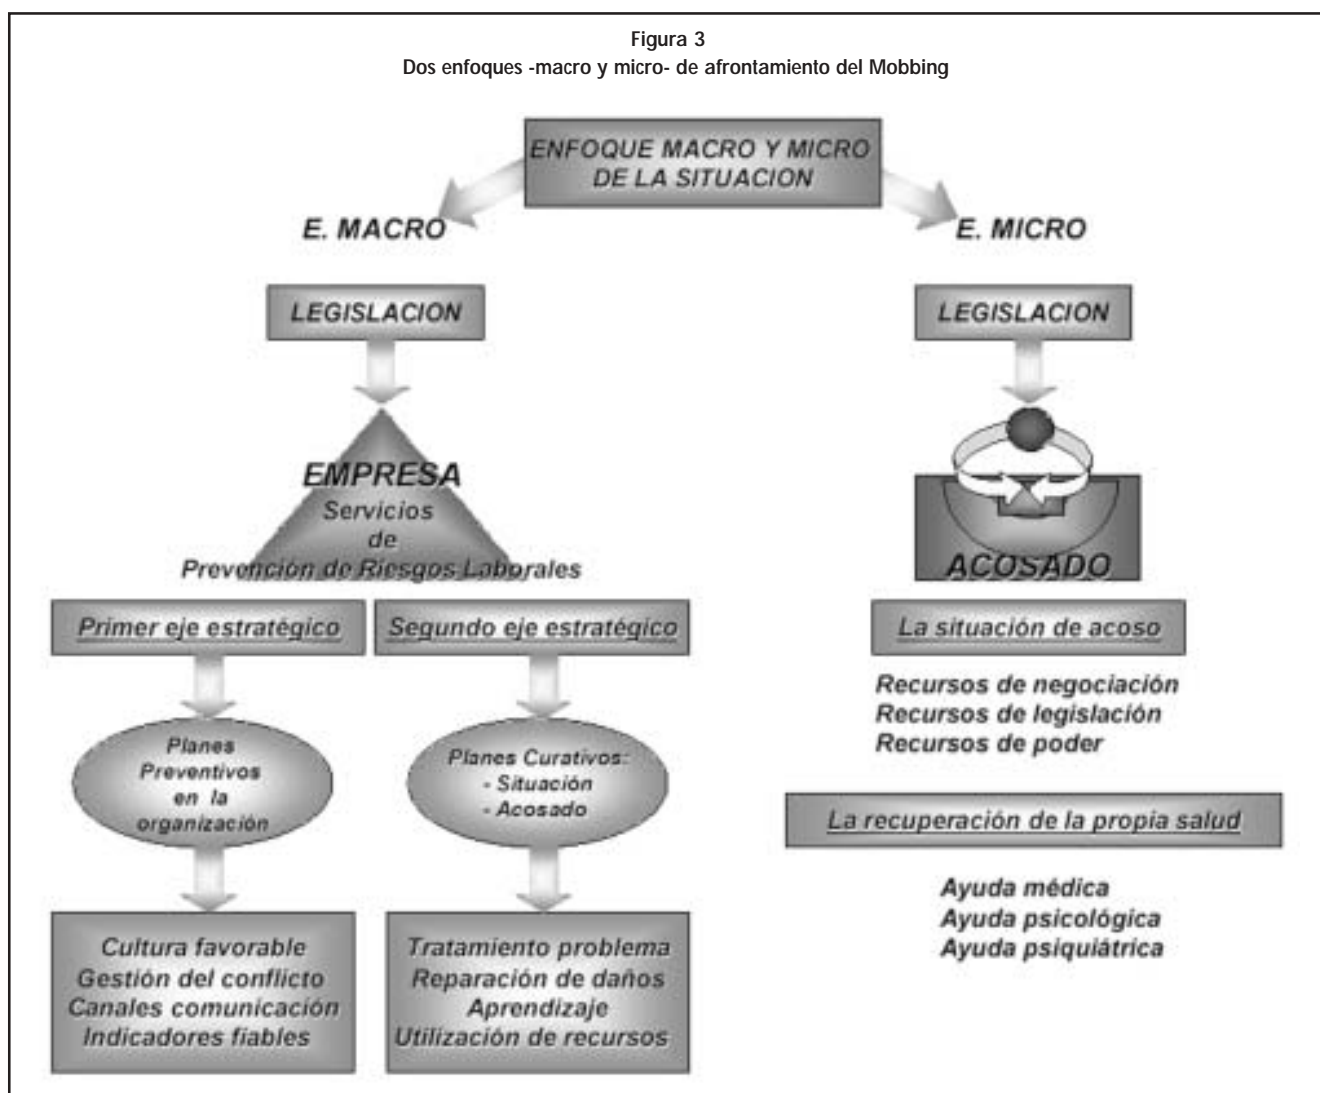 Figura 3
Dos enfoques -macro y micro- de afrontamiento del Mobbing
ENFOQUE MACRO Y MICRO
DE LA SITUACION
E. MACRO
LEGISLACION
EMPRESA
Servicios
de
Prevención de Riesgos Laborales
Primer eje estratégico
Planes
Preventivos
en la
organización
Cultura favorable
Gestión del conflicto
Canales comunicación
Indicadores fiables
Segundo eje estratégico
Planes Curativos:
- Situación
- Acosado
Tratamiento problema
Reparación de daños
Aprendizaje
Utilización de recursos
E. MICRO
LEGISLACION
ACOSADO
La situación de acoso
Recursos de negociación
Recursos de legislación
Recursos de poder
La recuperación de la propia salud
Ayuda médica
Ayuda psicológica
Ayuda psiquiátrica